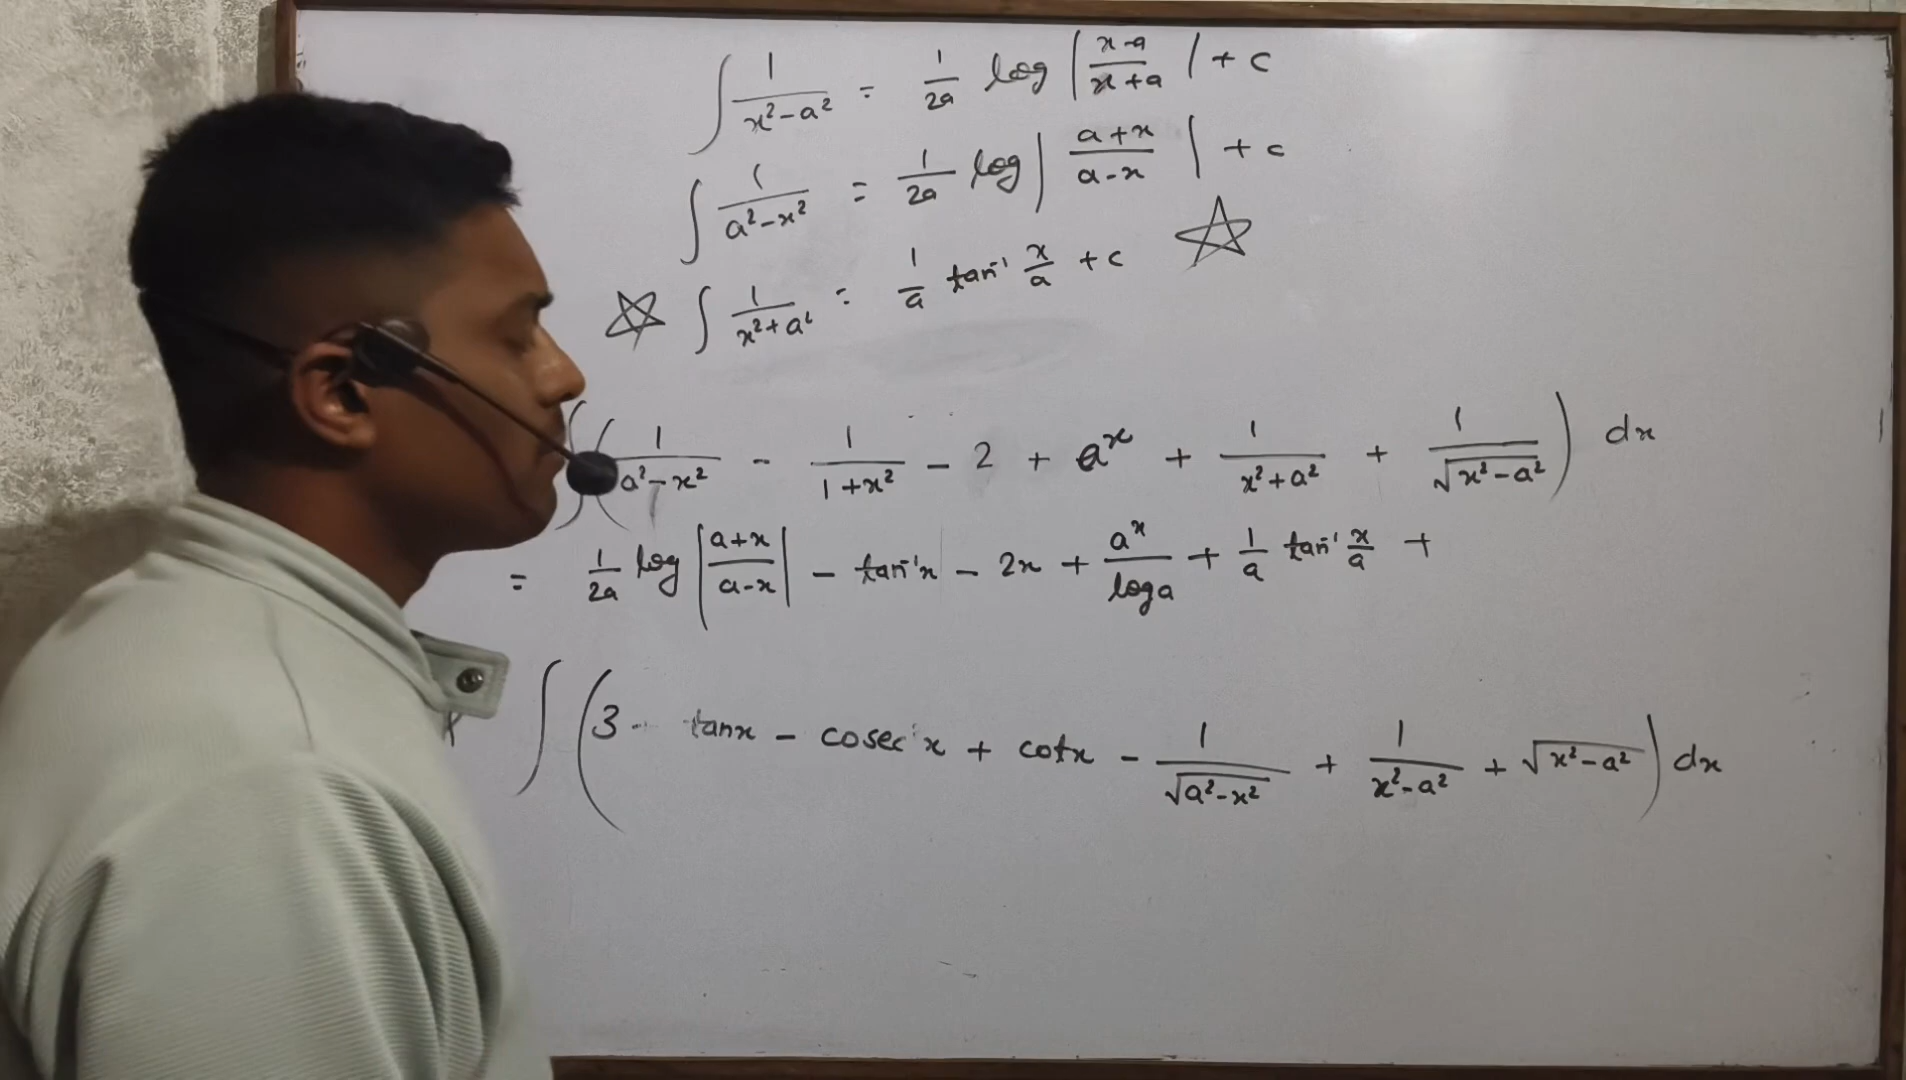 ∫ 1/(x²-a²) = 1/2a log |(x-a)/(x+a)| + c
∫ 1/(a²-x²) = 1/2a log |(a+x)/(a-x)| + c
☆ ∫ 1/(x²+a²) = 1/a tan⁻¹ x/a + c ☆
∫( 1/(a²-x²) - 1/(1+x²) - 2 + aˣ + 1/(x²+a²) + 1/√(x²-a²) ) dx
= 1/2a log |(a+x)/(a-x)| - tan⁻¹x - 2x + aˣ/loga + 1/a tan⁻¹ x/a +
∫( 3 - tanx - cosec x + cotx - 1/√(a²-x²) + 1/(x²-a²) + √(x²-a²) ) dx